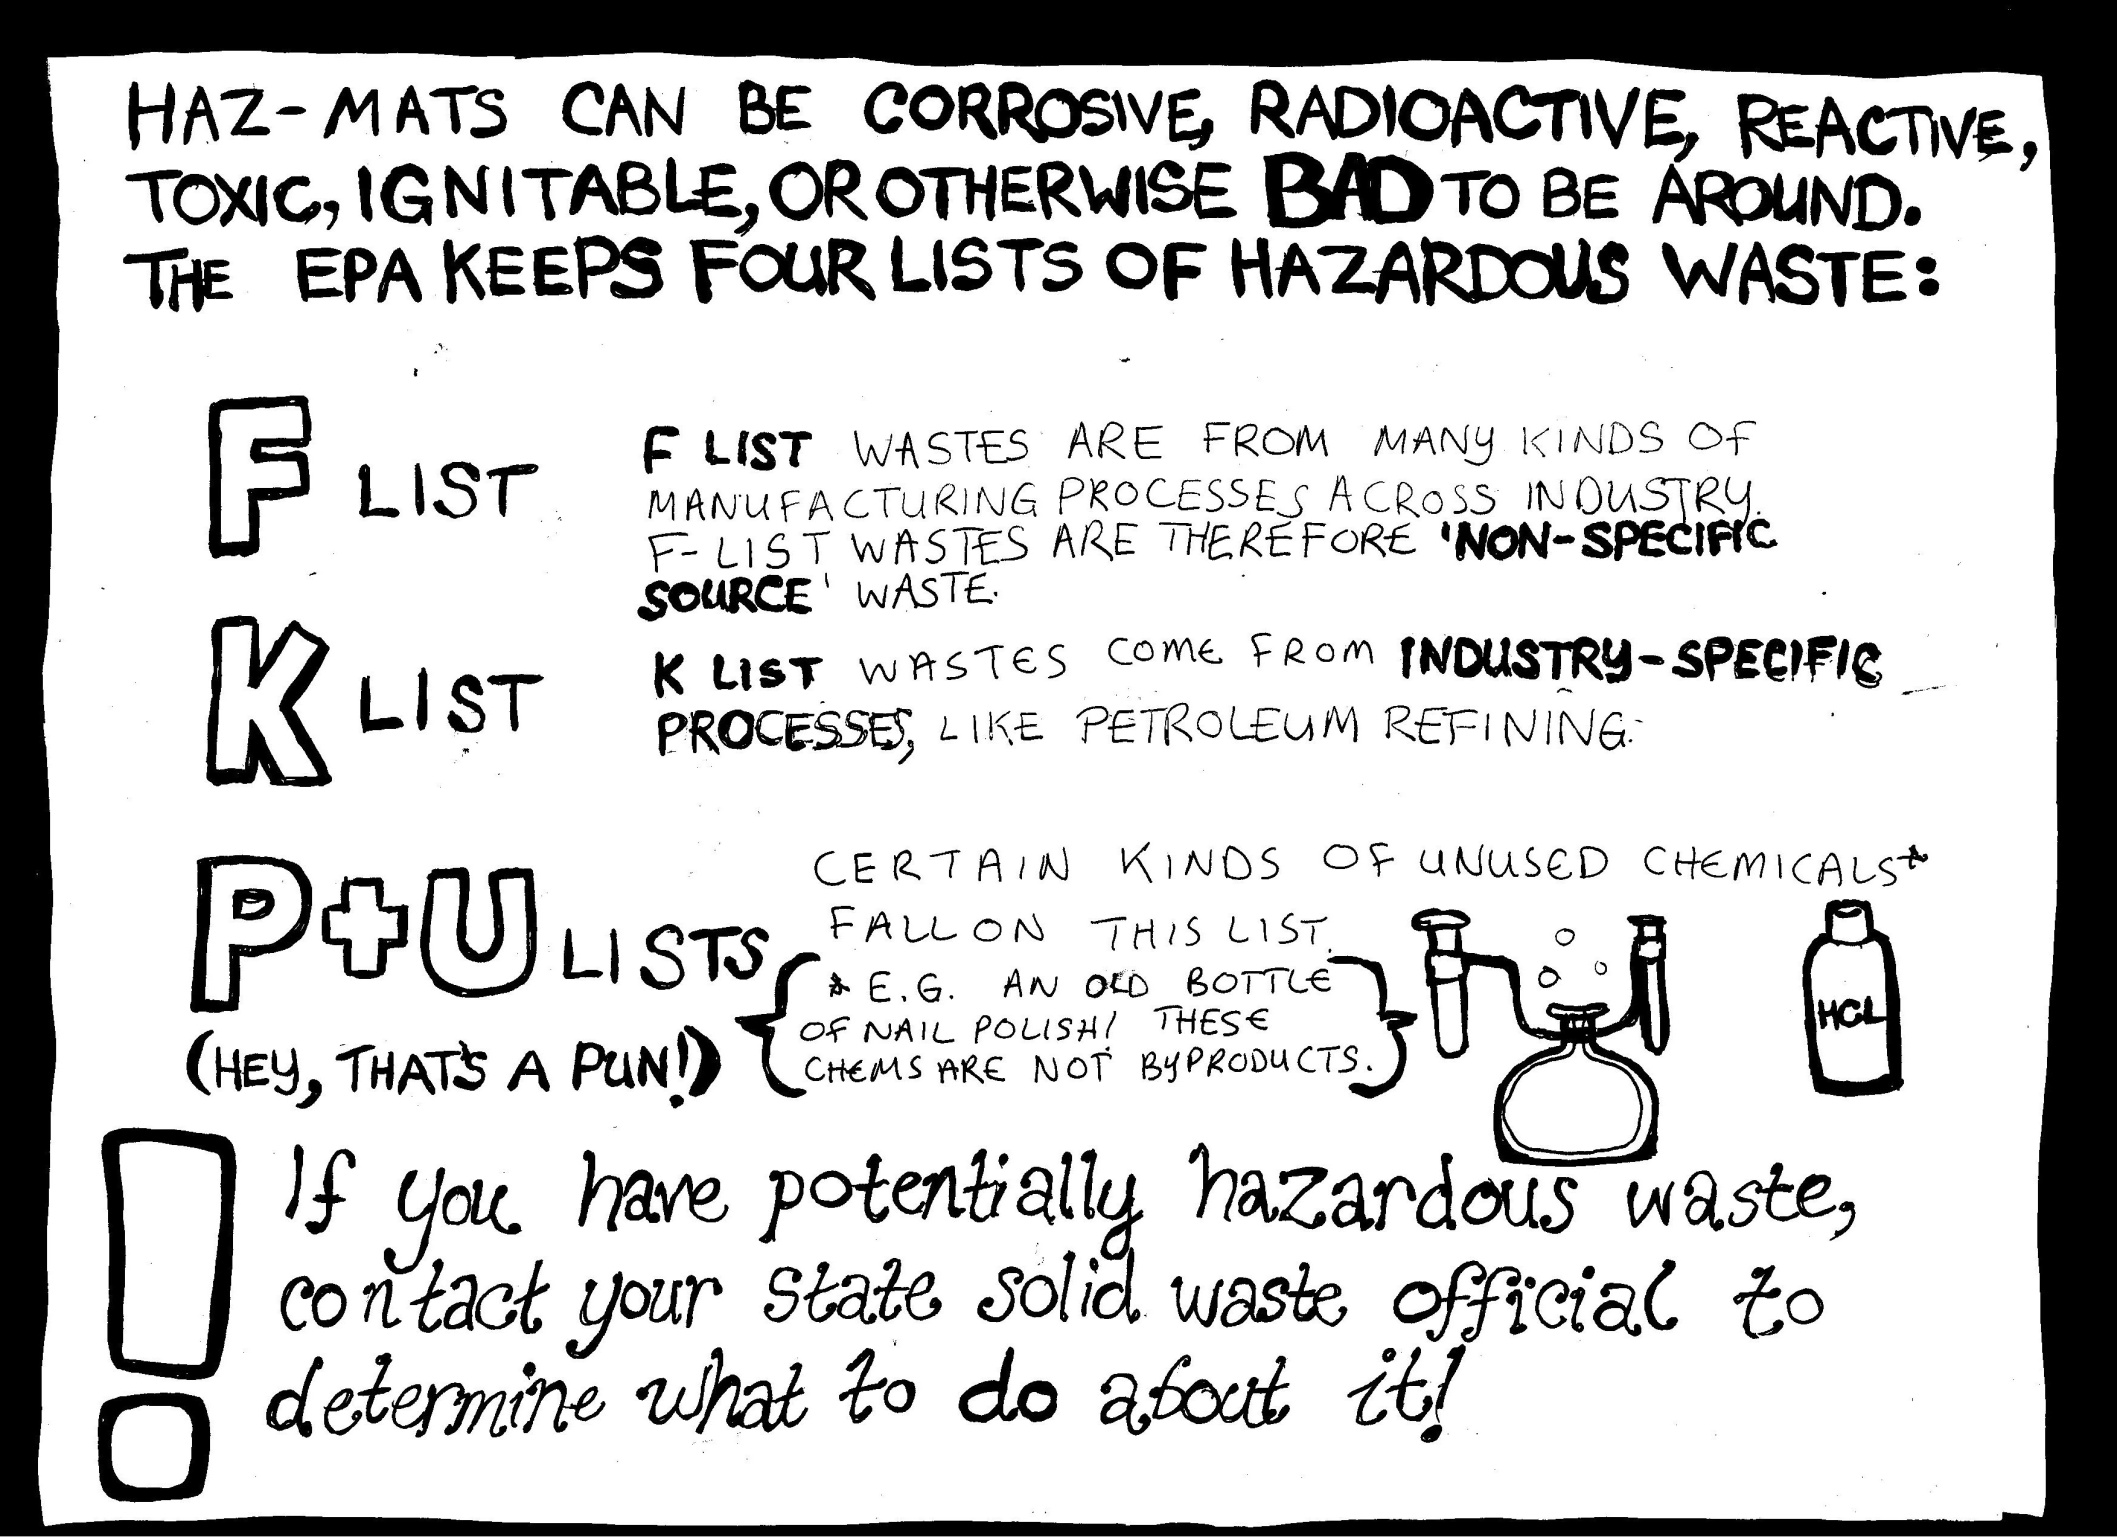 HAZ-MATS CAN BE CORROSIVE, RADIOACTIVE, REACTIVE,
TOXIC, IGNITABLE, OR OTHERWISE BAD TO BE AROUND.
THE EPA KEEPS FOUR LISTS OF HAZARDOUS WASTE:
F LIST
F LIST WASTES ARE FROM MANY KINDS OF
MANUFACTURING PROCESSES ACROSS INDUSTRY.
F-LIST WASTES ARE THEREFORE 'NON-SPECIFIC
SOURCE' WASTE.
K LIST
K LIST WASTES COME FROM INDUSTRY-SPECIFIC
PROCESSES, LIKE PETROLEUM REFINING.
P+U LISTS
(HEY, THAT'S A PUN!)
CERTAIN KINDS OF UNUSED CHEMICALS*
FALL ON THIS LIST.
* E.G. AN OLD BOTTLE
OF NAIL POLISH! THESE
CHEMS ARE NOT BYPRODUCTS.
HCL
! If you have potentially hazardous waste,
contact your state solid waste official to
determine what to do about it!